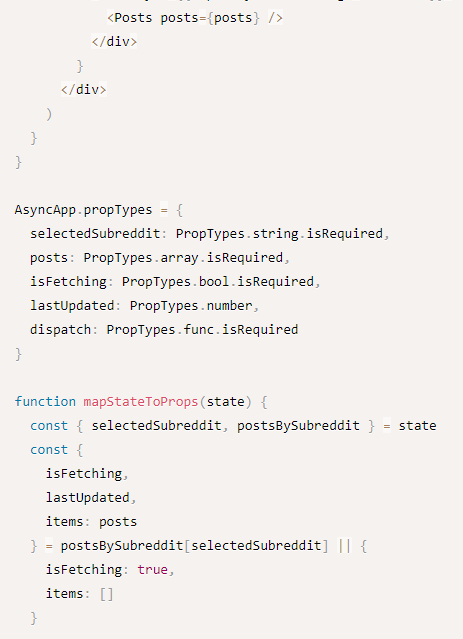 <Posts posts={posts} />
</div>
}
</div>
)
}
}
AsyncApp.propTypes = {
selectedSubreddit: PropTypes.string.isRequired,
posts: PropTypes.array.isRequired,
isFetching: PropTypes.bool.isRequired,
lastUpdated: PropTypes.number,
dispatch: PropTypes.func.isRequired
}
function mapStateToProps(state) {
const { selectedSubreddit, postsBySubreddit } = state
const {
isFetching,
lastUpdated,
items: posts
} = postsBySubreddit[selectedSubreddit] || {
isFetching: true,
items: []
}